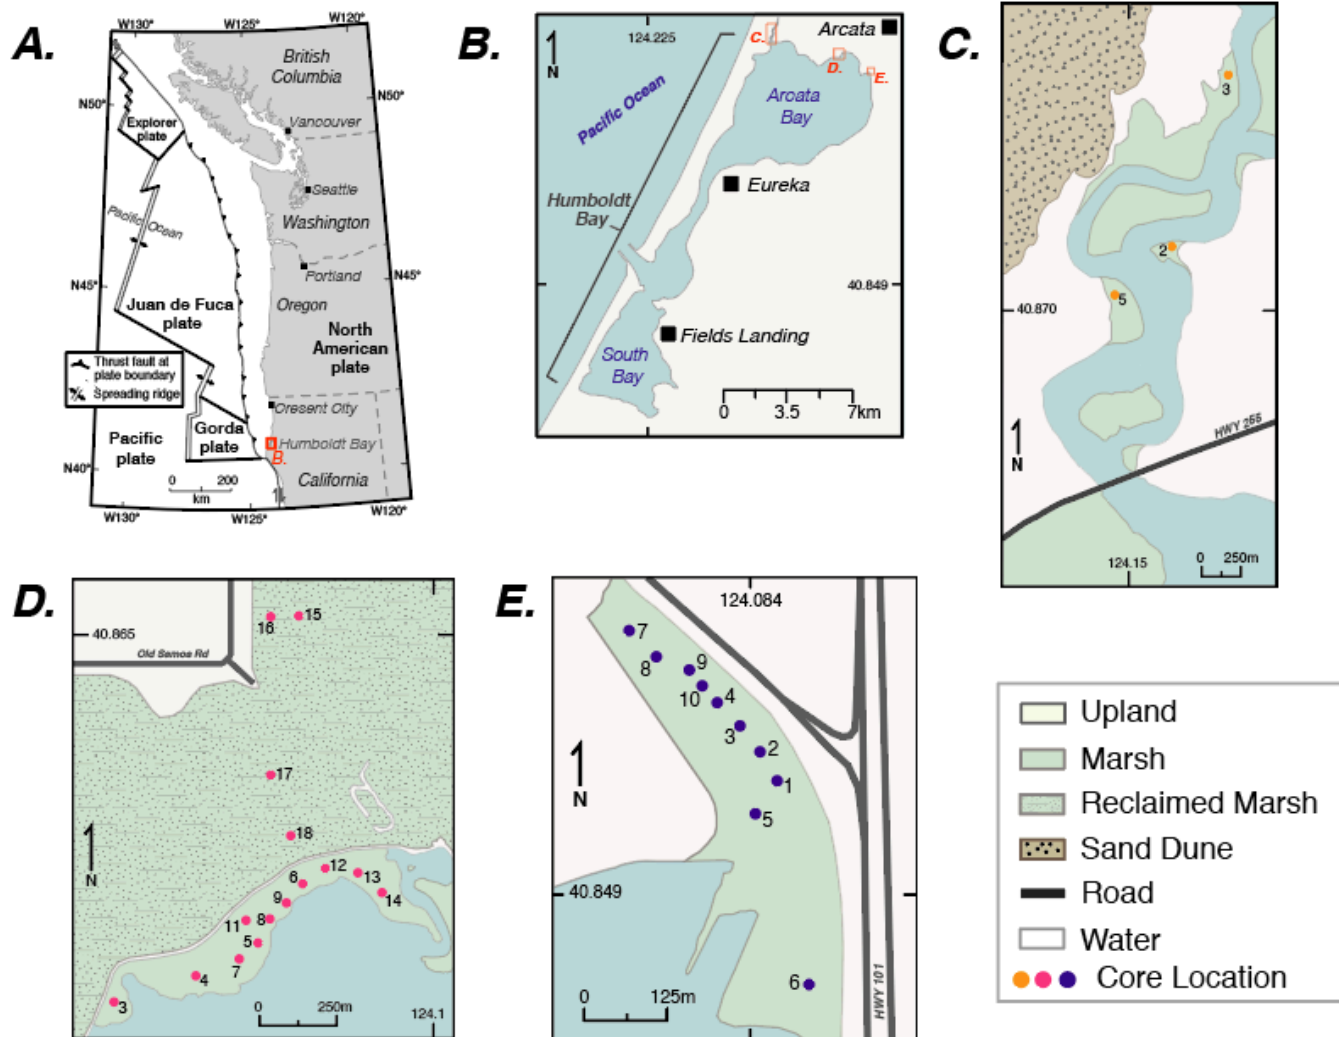 A.
W130°
W125°
W120°
British
Columbia
N50°
N50°
Explorer
plate
Vancouver
Seattle
Pacific Ocean
Washington
Portland
N45°
N45°
Oregon
Juan de Fuca
plate
North
American
plate
Thrust fault at
plate boundary
Spreading ridge
Cresent City
Gorda
plate
Pacific
plate
Humboldt Bay
B.
N40°
California
0 200
km
W130°
W125°
W120°
B.
124.225
Arcata
C.
D.
E.
N
Pacific Ocean
Arcata
Bay
Eureka
Humboldt
Bay
40.849
Fields Landing
South
Bay
0 3.5 7km
C.
3
2
5
40.870
HWY 255
N
124.15
0 250m
D.
16
15
40.865
Old Samoa Rd
17
18
N
12
13
6
14
9
11
8
5
7
4
3
0 250m
124.1
E.
124.084
7
8
9
10
4
3
2
1
5
N
40.849
6
0 125m
HWY 101
Upland
Marsh
Reclaimed Marsh
Sand Dune
Road
Water
Core Location